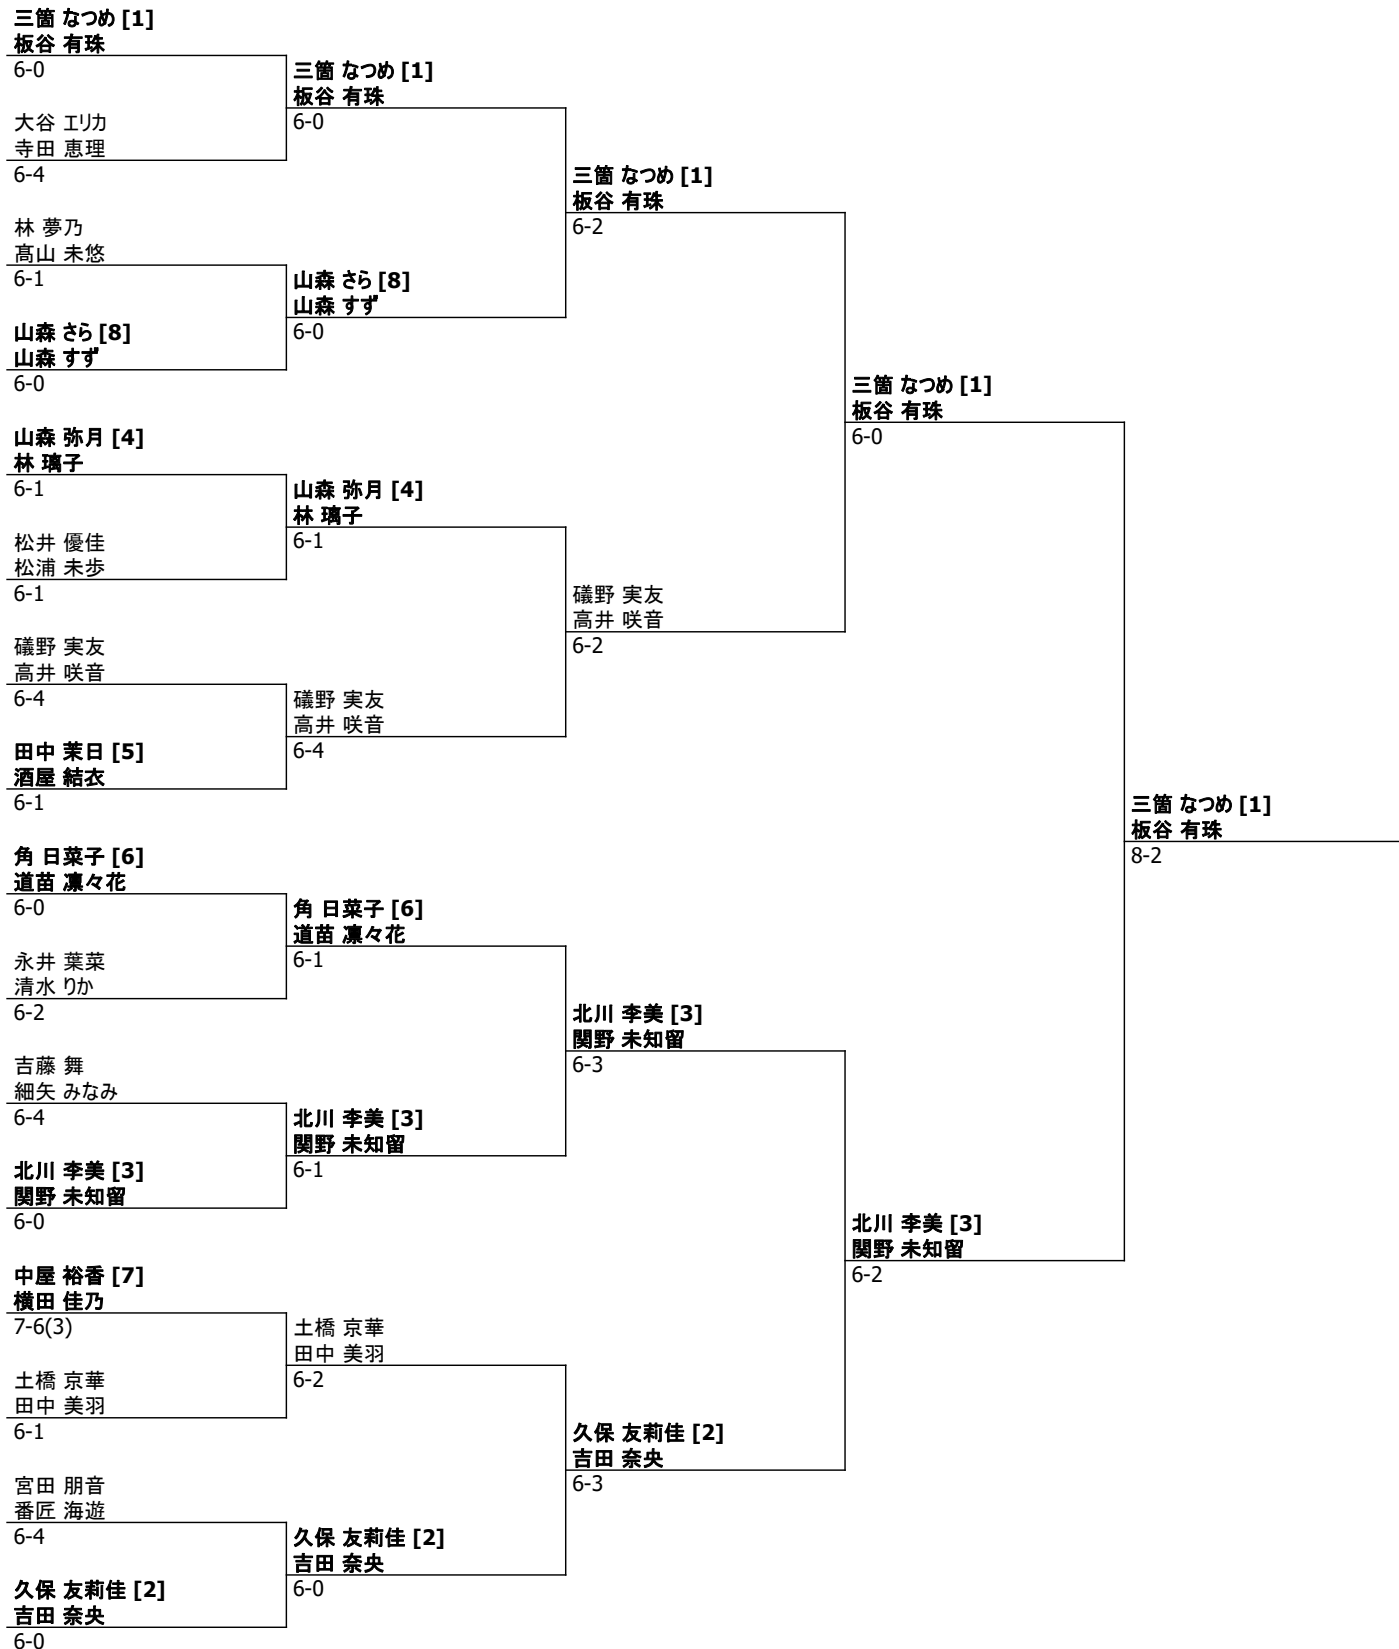 三箇 なつめ [1]
板谷 有珠
6-0
大谷 エリカ
寺田 恵理
6-4
林 夢乃
髙山 未悠
6-1
山森 さら [8]
山森 すず
6-0
山森 弥月 [4]
林 璃子
6-1
松井 優佳
松浦 未歩
6-1
礒野 実友
高井 咲音
6-4
田中 茉日 [5]
酒屋 結衣
6-1
角 日菜子 [6]
道苗 凛々花
6-0
永井 葉菜
清水 りか
6-2
吉藤 舞
細矢 みなみ
6-4
北川 李美 [3]
関野 未知留
6-0
中屋 裕香 [7]
横田 佳乃
7-6(3)
土橋 京華
田中 美羽
6-1
宮田 朋音
番匠 海遊
6-4
久保 友莉佳 [2]
吉田 奈央
6-0
三箇 なつめ [1]
板谷 有珠
6-0
山森 さら [8]
山森 すず
6-0
山森 弥月 [4]
林 璃子
6-1
礒野 実友
高井 咲音
6-4
角 日菜子 [6]
道苗 凛々花
6-1
北川 李美 [3]
関野 未知留
6-1
土橋 京華
田中 美羽
6-2
久保 友莉佳 [2]
吉田 奈央
6-0
三箇 なつめ [1]
板谷 有珠
6-2
礒野 実友
高井 咲音
6-2
北川 李美 [3]
関野 未知留
6-3
久保 友莉佳 [2]
吉田 奈央
6-3
三箇 なつめ [1]
板谷 有珠
6-0
北川 李美 [3]
関野 未知留
6-2
三箇 なつめ [1]
板谷 有珠
8-2